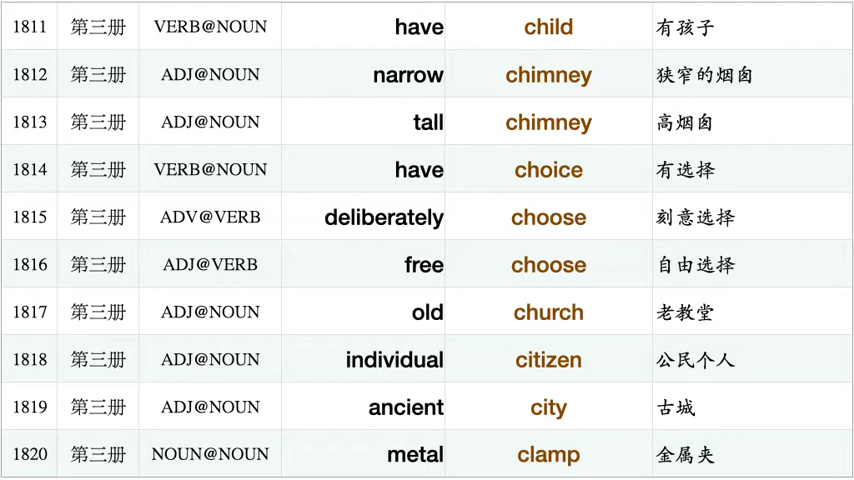 1811 第三册 VERB@NOUN have child 有孩子
1812 第三册 ADJ@NOUN narrow chimney 狭窄的烟囱
1813 第三册 ADJ@NOUN tall chimney 高烟囱
1814 第三册 VERB@NOUN have choice 有选择
1815 第三册 ADV@VERB deliberately choose 刻意选择
1816 第三册 ADJ@VERB free choose 自由选择
1817 第三册 ADJ@NOUN old church 老教堂
1818 第三册 ADJ@NOUN individual citizen 公民个人
1819 第三册 ADJ@NOUN ancient city 古城
1820 第三册 NOUN@NOUN metal clamp 金属夹